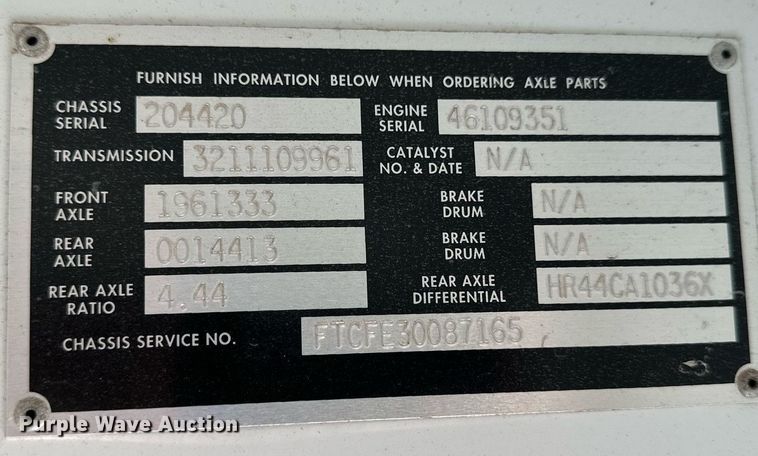 FURNISH INFORMATION BELOW WHEN ORDERING AXLE PARTS
CHASSIS SERIAL 204420 ENGINE SERIAL 46109351
TRANSMISSION 3211109961 CATALYST NO. & DATE N/A
FRONT AXLE 1961333 BRAKE DRUM N/A
REAR AXLE 0014413 BRAKE DRUM N/A
REAR AXLE RATIO 4.44 REAR AXLE DIFFERENTIAL HR44CA1036X
CHASSIS SERVICE NO. FTCFE30087165
Purple Wave Auction